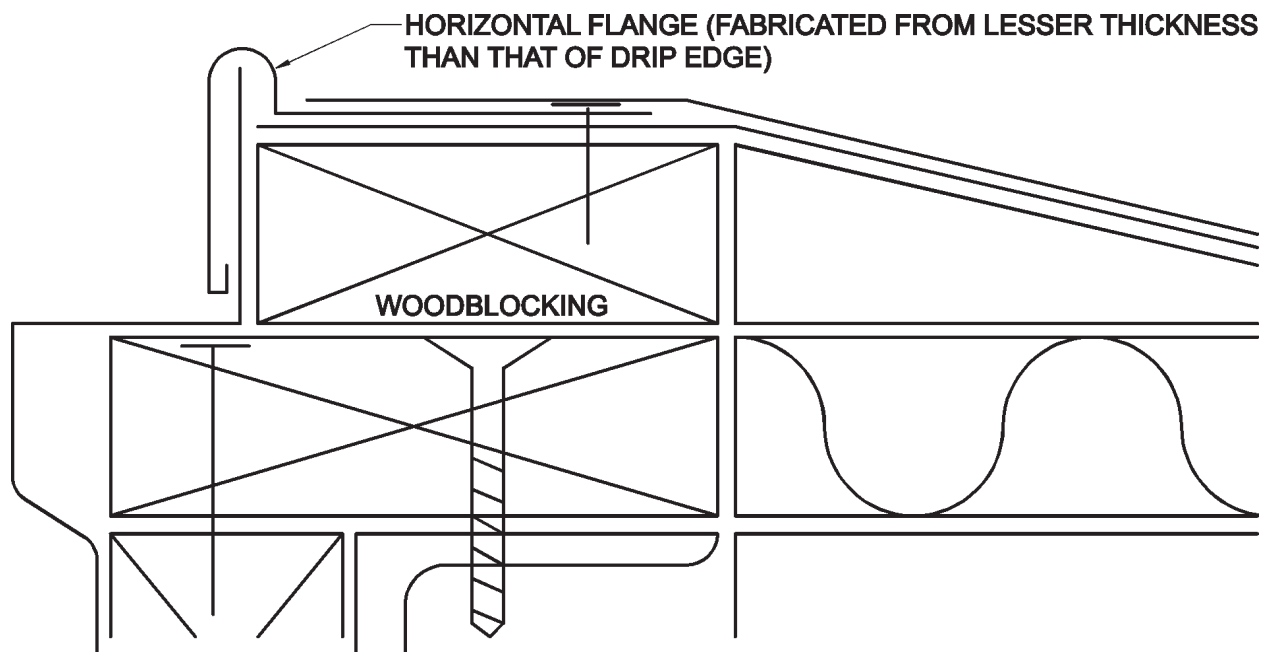 HORIZONTAL FLANGE (FABRICATED FROM LESSER THICKNESS
THAN THAT OF DRIP EDGE)
WOODBLOCKING